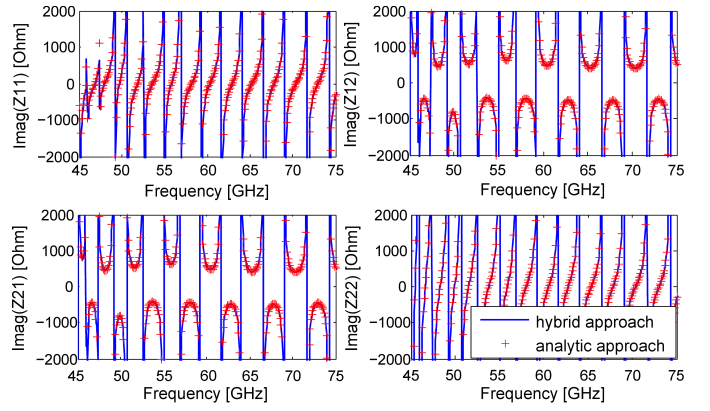 2000
1000
0
−1000
−2000
Imag(Z11) [Ohm]
45 50 55 60 65 70 75
Frequency [GHz]
2000
1000
0
−1000
−2000
Imag(Z12) [Ohm]
45 50 55 60 65 70 75
Frequency [GHz]
2000
1000
0
−1000
−2000
Imag(Z21) [Ohm]
45 50 55 60 65 70 75
Frequency [GHz]
2000
1000
0
−1000
−2000
Imag(Z22) [Ohm]
hybrid approach
analytic approach
45 50 55 60 65 70 75
Frequency [GHz]